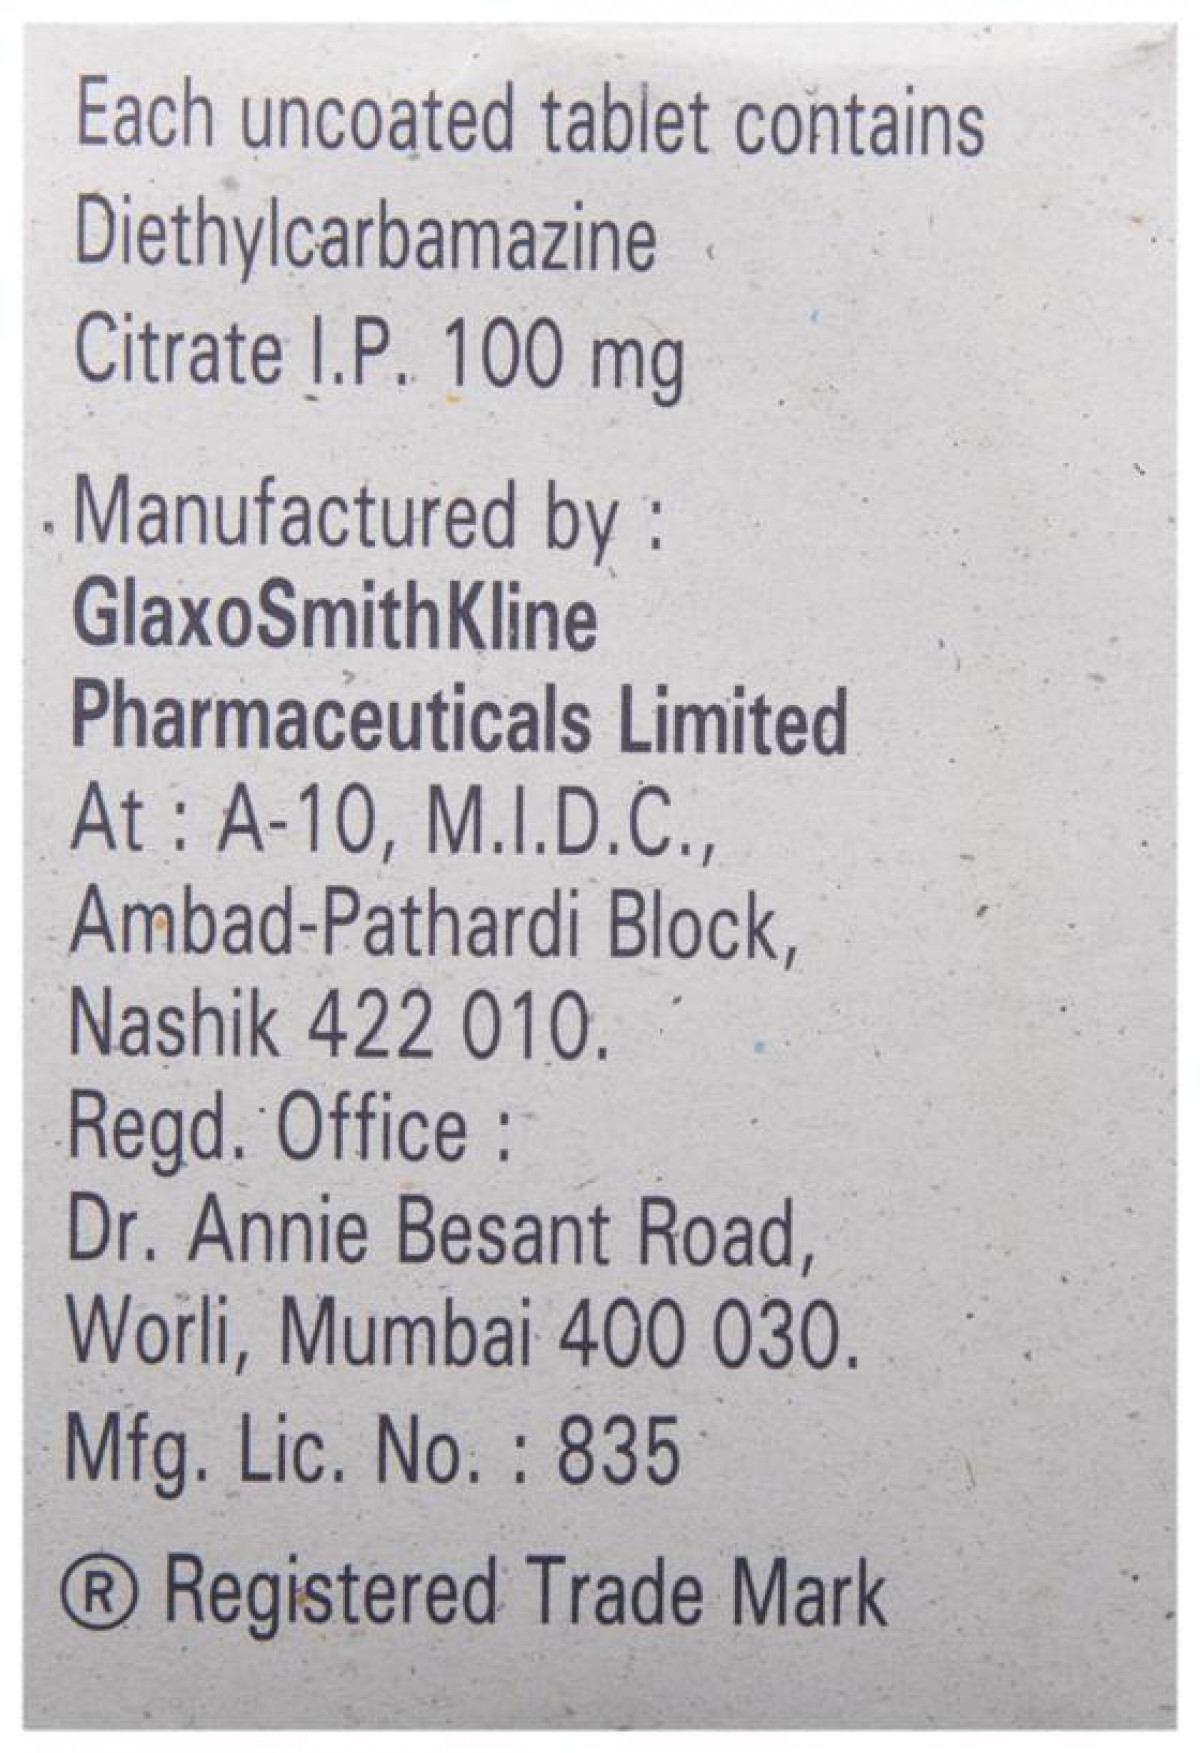 Each uncoated tablet contains
Diethylcarbamazine
Citrate I.P. 100 mg
Manufactured by :
GlaxoSmithKline
Pharmaceuticals Limited
At : A-10, M.I.D.C.,
Ambad-Pathardi Block,
Nashik 422 010.
Regd. Office :
Dr. Annie Besant Road,
Worli, Mumbai 400 030.
Mfg. Lic. No. : 835
® Registered Trade Mark